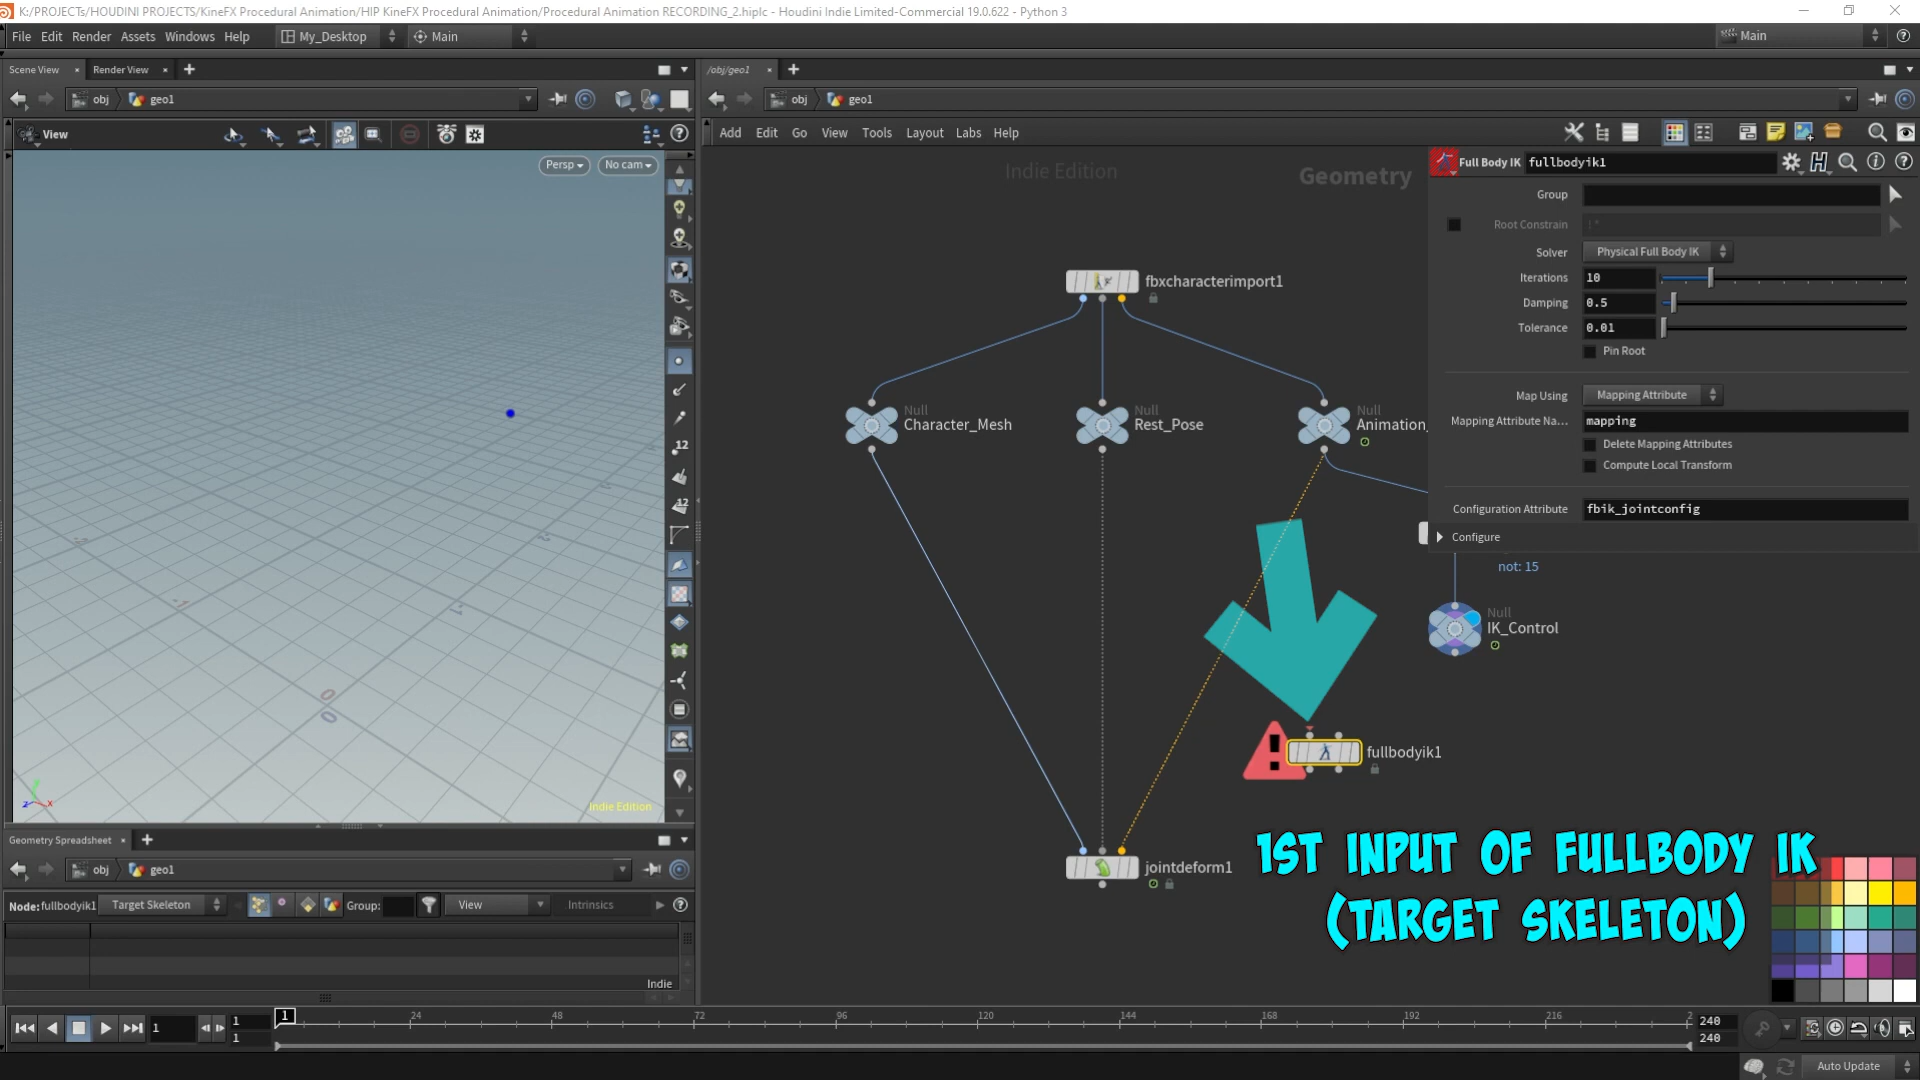 K:/PROJECTs/HOUDINI PROJECTS/KineFX Procedural Animation/HIP KineFX Procedural Animation/Procedural Animation RECORDING_2.hiplc - Houdini Indie Limited-Commercial 19.0.622 - Python 3
File Edit Render Assets Windows Help My_Desktop Main Main
Scene View Render View /obj/geo1
obj geo1 obj geo1
View
Add Edit Go View Tools Layout Labs Help
Persp No cam
Indie Edition Geometry
Full Body IK fullbodyik1
Group
Root Constrain
Solver Physical Full Body IK
Iterations 10
Damping 0.5
Tolerance 0.01
Pin Root
Map Using Mapping Attribute
Mapping Attribute Na... mapping
Delete Mapping Attributes
Compute Local Transform
Configuration Attribute fbik_jointconfig
Configure
fbxcharacterimport1
Null
Character_Mesh
Null
Rest_Pose
Null
Animation_
not: 15
Null
IK_Control
fullbodyik1
jointdeform1
1ST INPUT OF FULLBODY IK
(TARGET SKELETON)
12
12
0
0
z x
Indie Edition
Geometry Spreadsheet
obj geo1
Node: fullbodyik1 Target Skeleton Group: View Intrinsics
Indie
1 1 1 24 48 72 96 120 144 168 192 216 2 240
1 240
Auto Update